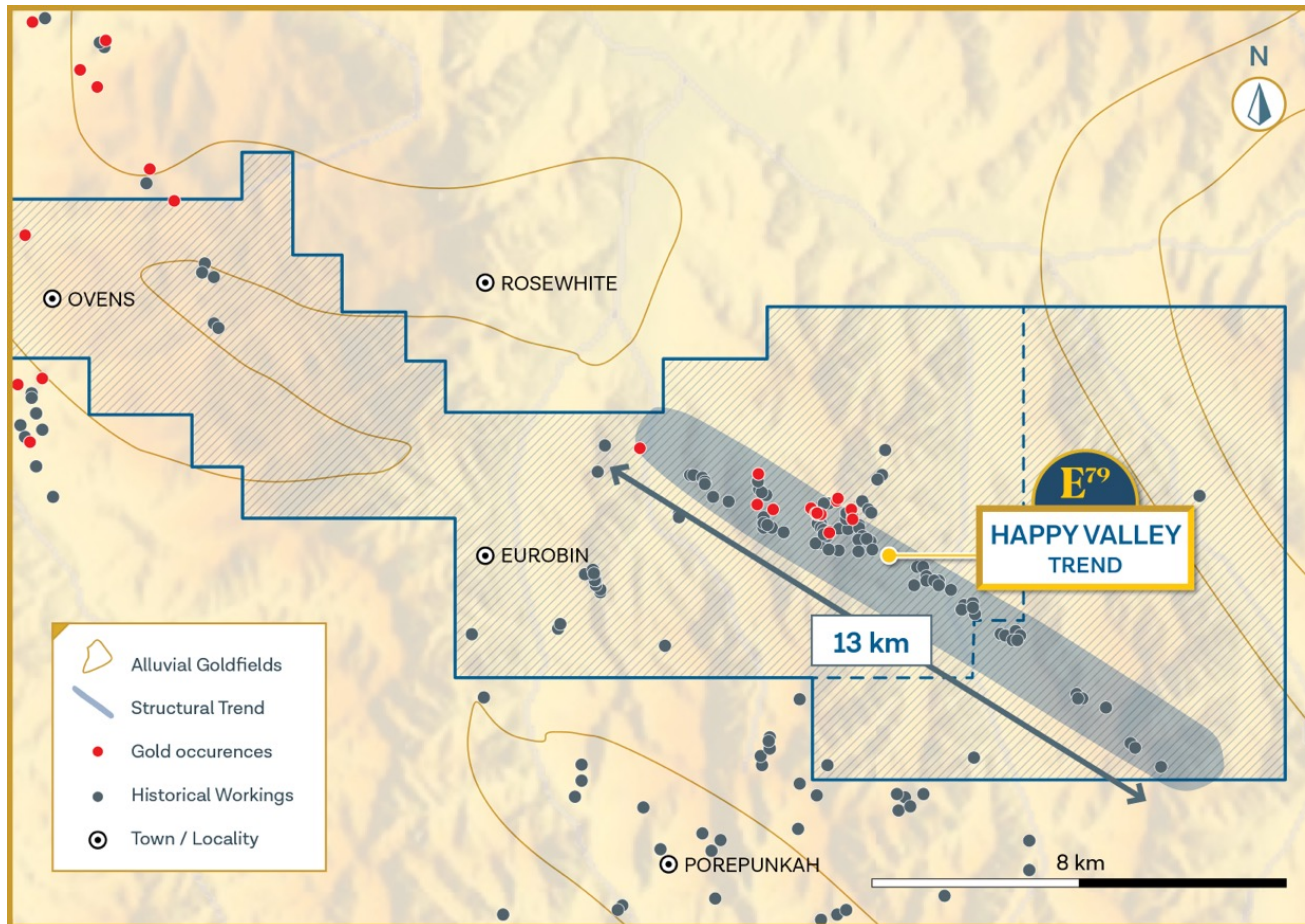 N
ROSEWHITE
OVENS
E79
HAPPY VALLEY
TREND
EUROBIN
13 km
Alluvial Goldfields
Structural Trend
Gold occurences
Historical Workings
Town / Locality
POREPUNKAH
8 km